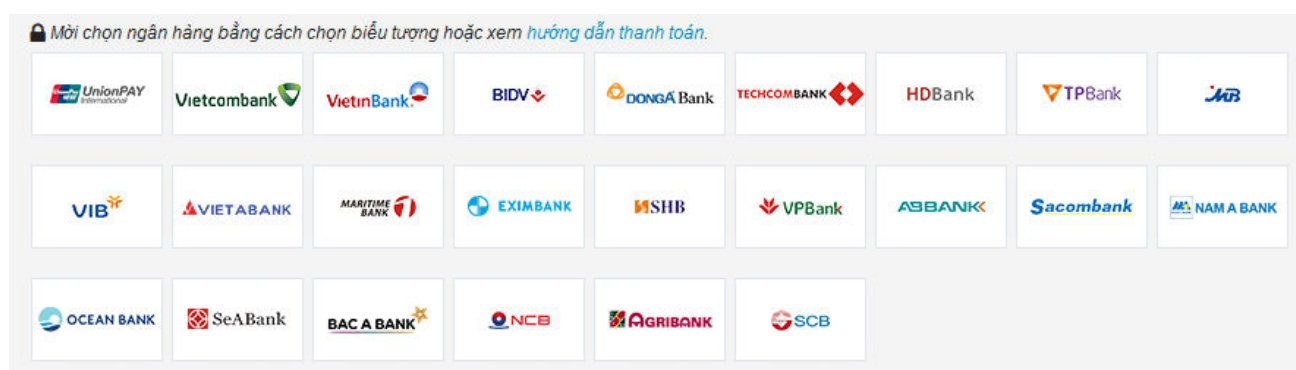 Mời chọn ngân hàng bằng cách chọn biểu tượng hoặc xem hướng dẫn thanh toán.
UnionPay UnionPAY International Vietcombank VietinBank BIDV DONGA Bank TECHCOMBANK HDBank TPBank MB
VIB VIETABANK MARITIME BANK EXIMBANK SHB VPBank ABBANK Sacombank NAM A BANK
OCEAN BANK SeABank BAC A BANK NCB AGRIBANK SCB